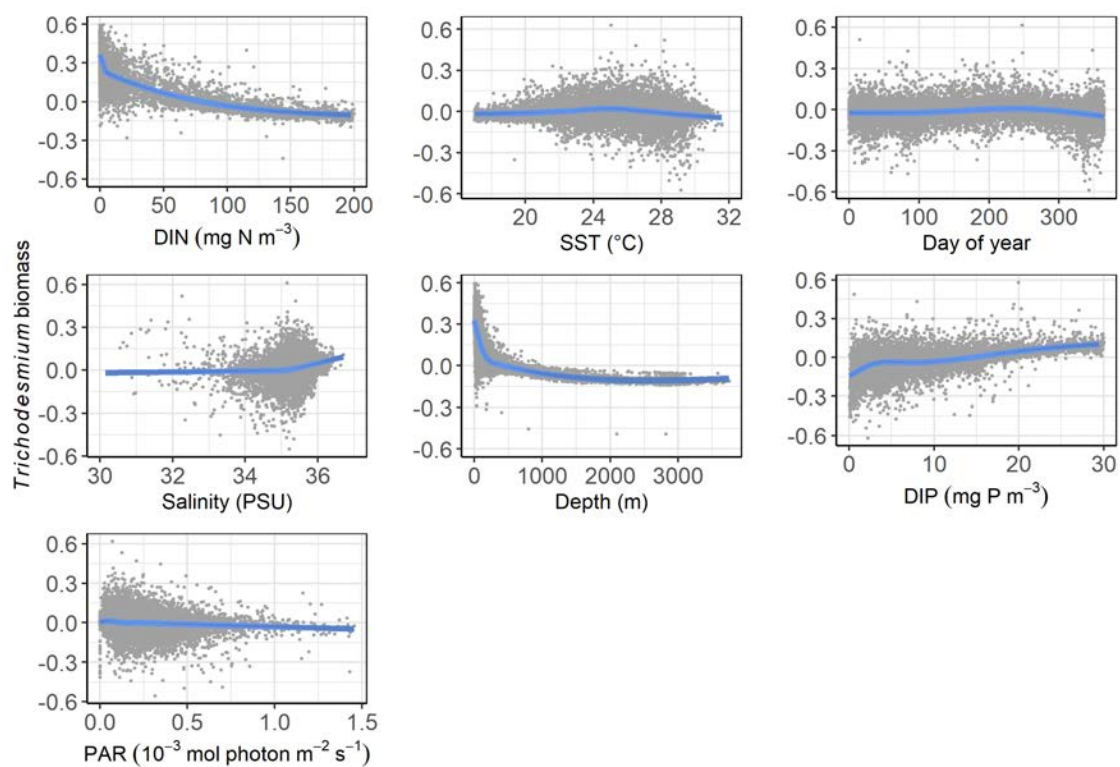 0.6
0.3
0.0
-0.3
-0.6
0 50 100 150 200
DIN (mg N m⁻³)
0.6
0.3
0.0
-0.3
-0.6
20 24 28 32
SST (°C)
0.6
0.3
0.0
-0.3
-0.6
0 100 200 300
Day of year
Trichodesmium biomass
0.6
0.3
0.0
-0.3
-0.6
30 32 34 36
Salinity (PSU)
0.6
0.3
0.0
-0.3
-0.6
0 1000 2000 3000
Depth (m)
0.6
0.3
0.0
-0.3
-0.6
0 10 20 30
DIP (mg P m⁻³)
0.6
0.3
0.0
-0.3
-0.6
0.0 0.5 1.0 1.5
PAR (10⁻³ mol photon m⁻² s⁻¹)